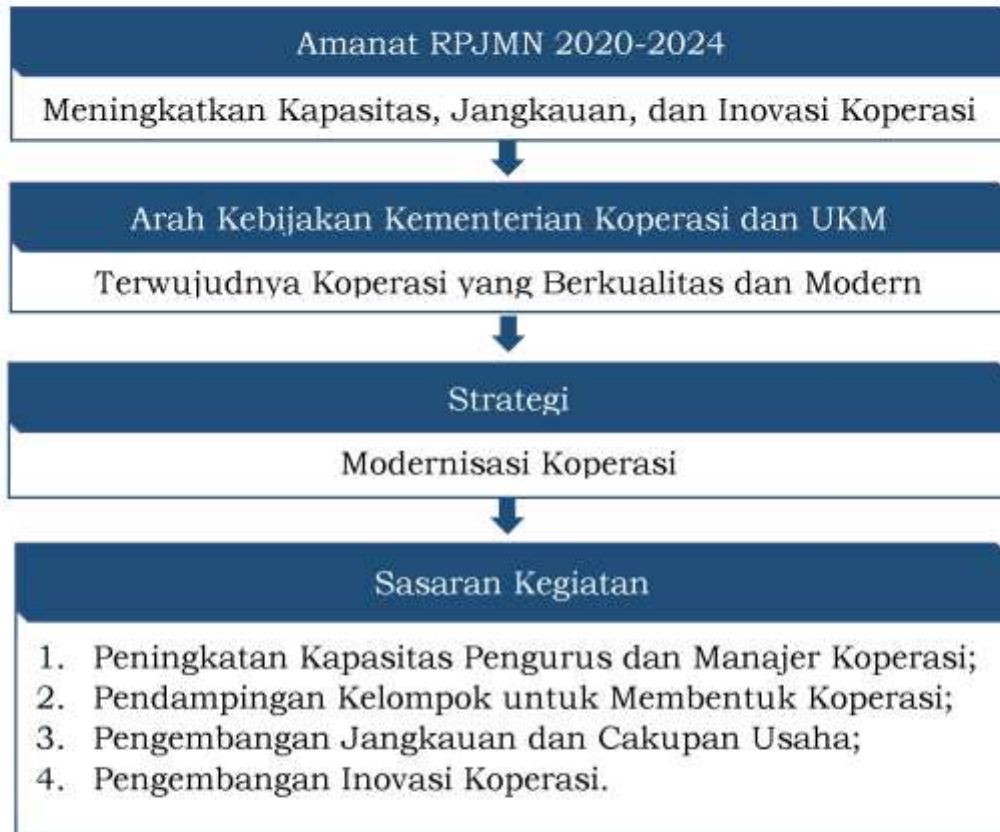 Amanat RPJMN 2020-2024
Meningkatkan Kapasitas, Jangkauan, dan Inovasi Koperasi
Arah Kebijakan Kementerian Koperasi dan UKM
Terwujudnya Koperasi yang Berkualitas dan Modern
Strategi
Modernisasi Koperasi
Sasaran Kegiatan
1. Peningkatan Kapasitas Pengurus dan Manajer Koperasi;
2. Pendampingan Kelompok untuk Membentuk Koperasi;
3. Pengembangan Jangkauan dan Cakupan Usaha;
4. Pengembangan Inovasi Koperasi.